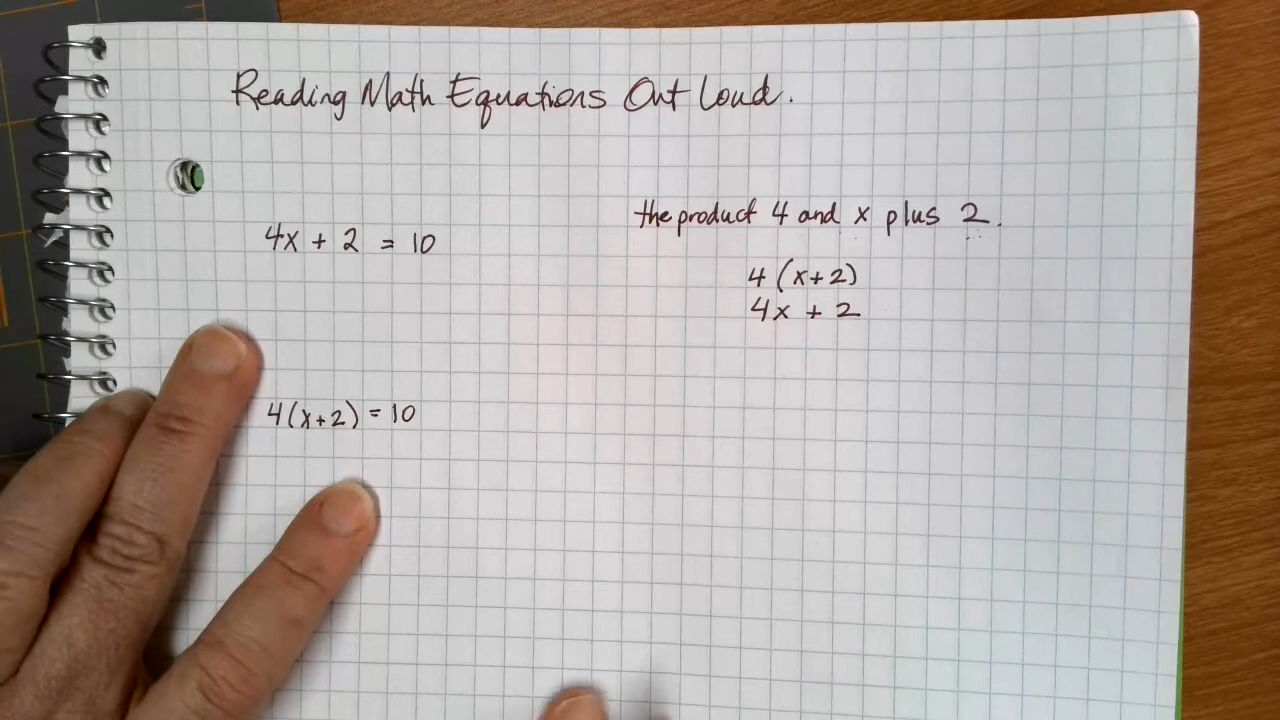 Reading Math Equations Out Loud.
4x + 2 = 10
4(x+2) = 10
the product 4 and x plus 2.
4(x+2)
4x + 2